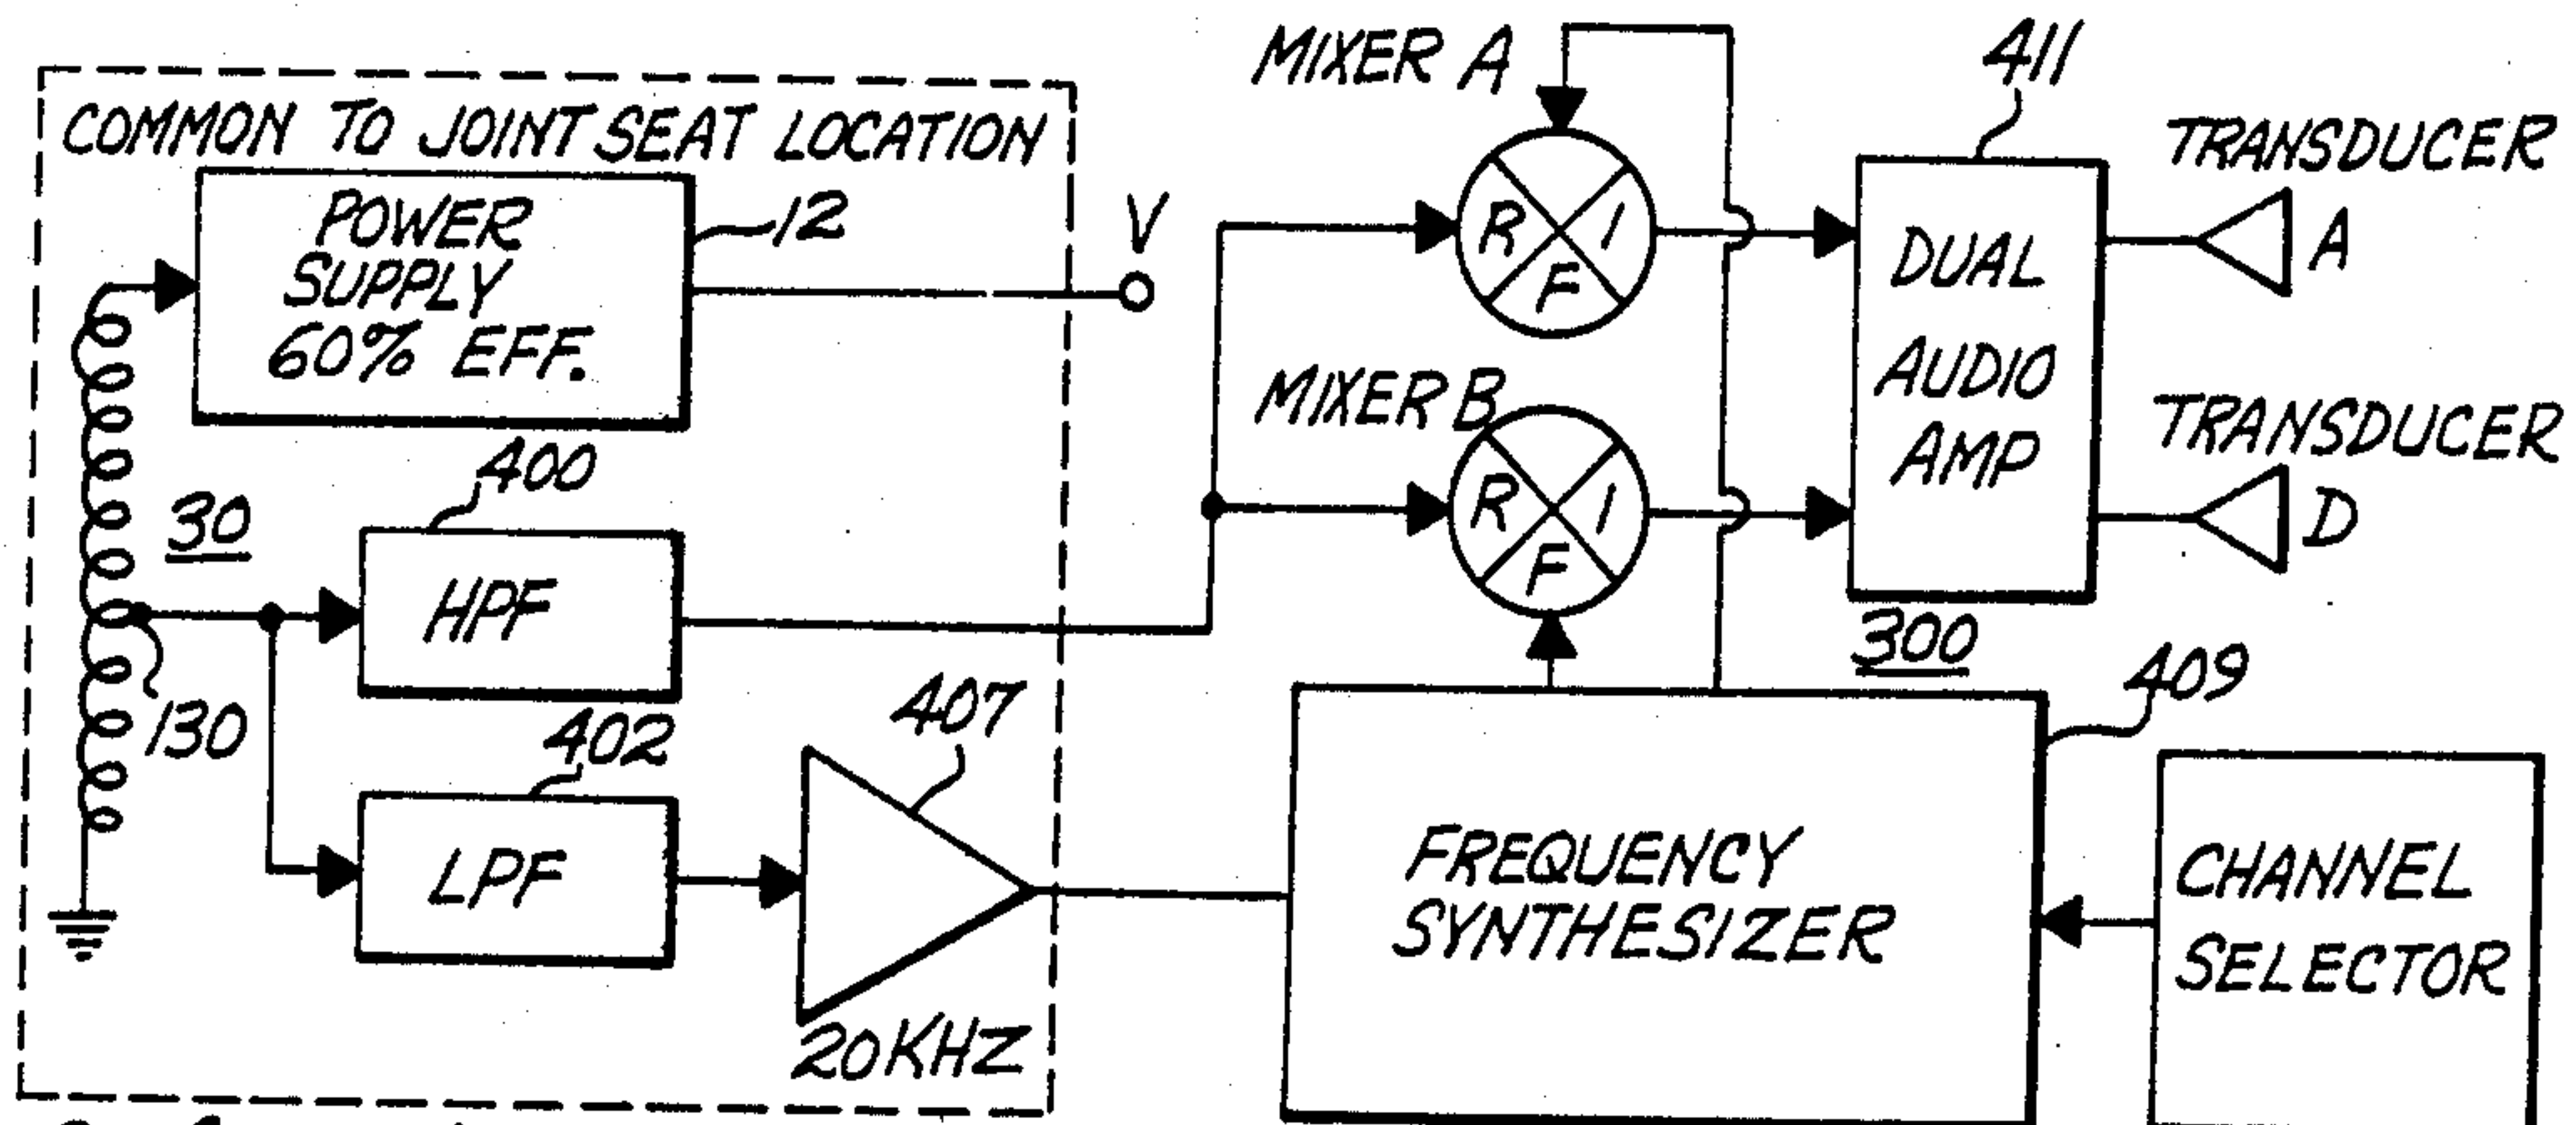 COMMON TO JOINT SEAT LOCATION
POWER
SUPPLY
60% EFF.
12
V
30
400
HPF
130
402
LPF
407
20KHZ
MIXER A
R
I
F
MIXER B
R
I
F
411
DUAL
AUDIO
AMP
TRANSDUCER
A
TRANSDUCER
D
300
409
FREQUENCY
SYNTHESIZER
CHANNEL
SELECTOR